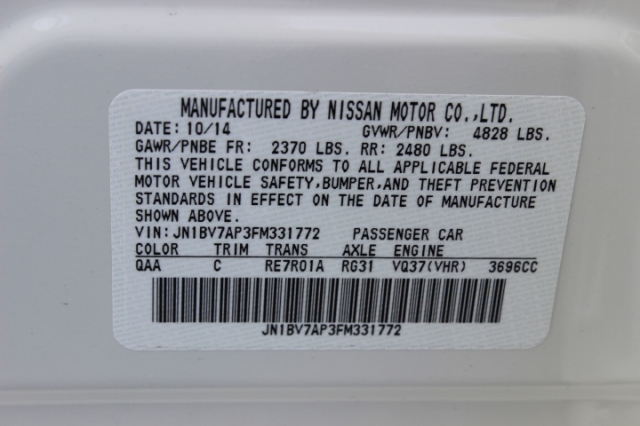 MANUFACTURED BY NISSAN MOTOR CO.,LTD.
DATE: 10/14 GVWR/PNBV: 4828 LBS.
GAWR/PNBE FR: 2370 LBS. RR: 2480 LBS.
THIS VEHICLE CONFORMS TO ALL APPLICABLE FEDERAL
MOTOR VEHICLE SAFETY,BUMPER,AND THEFT PREVENTION
STANDARDS IN EFFECT ON THE DATE OF MANUFACTURE
SHOWN ABOVE.
VIN: JN1BV7AP3FM331772 PASSENGER CAR
COLOR TRIM TRANS AXLE ENGINE
QAA C RE7R01A RG31 VQ37(VHR) 3696CC
JN1BV7AP3FM331772